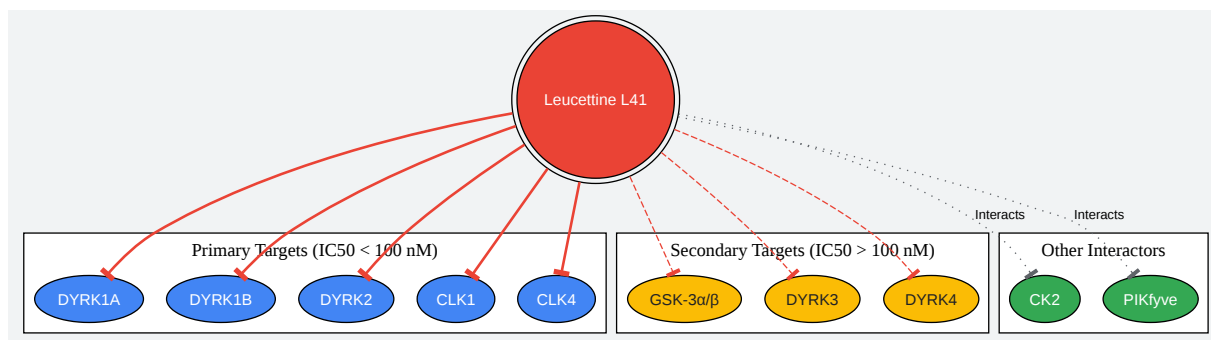 Leucettine L41
Interacts
Interacts
Primary Targets (IC50 < 100 nM)
Secondary Targets (IC50 > 100 nM)
Other Interactors
DYRK1A
DYRK1B
DYRK2
CLK1
CLK4
GSK-3α/β
DYRK3
DYRK4
CK2
PIKfyve